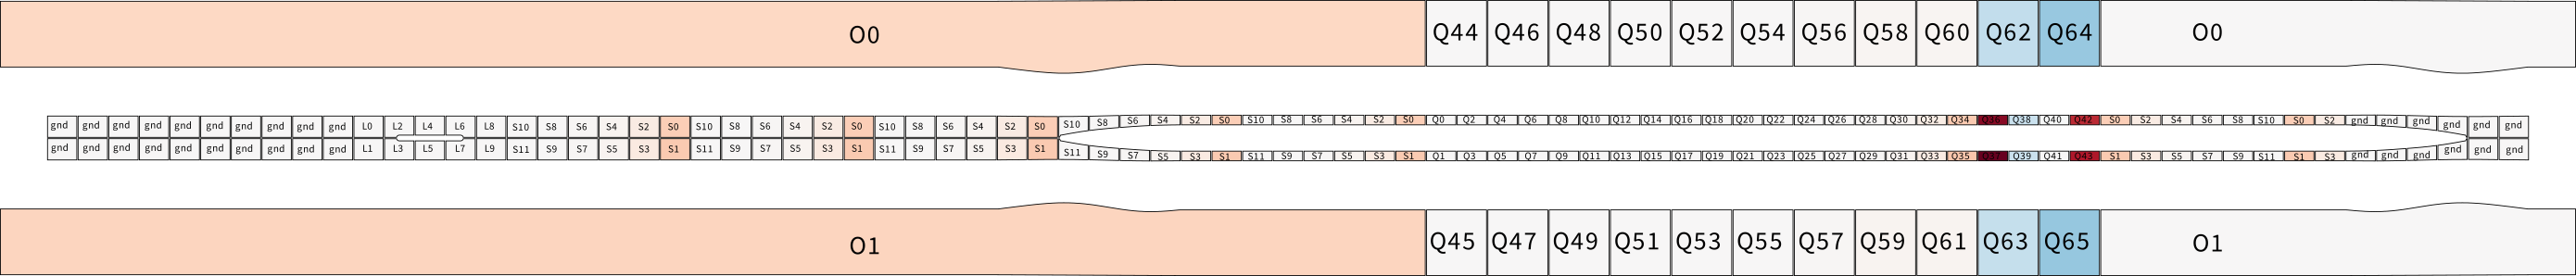 O0 Q44 Q46 Q48 Q50 Q52 Q54 Q56 Q58 Q60 Q62 Q64 O0
gnd gnd gnd gnd gnd gnd gnd gnd gnd gnd L0 L2 L4 L6 L8 S10 S8 S6 S4 S2 S0 S10 S8 S6 S4 S2 S0 S10 S8 S6 S4 S2 S0 S10 S8 S6 S4 S2 S0 S10 S8 S6 S4 S2 S0 Q0 Q2 Q4 Q6 Q8 Q10 Q12 Q14 Q16 Q18 Q20 Q22 Q24 Q26 Q28 Q30 Q32 Q34 Q36 Q38 Q40 Q42 S0 S2 S4 S6 S8 S10 S0 S2 gnd gnd gnd gnd gnd gnd
gnd gnd gnd gnd gnd gnd gnd gnd gnd gnd L1 L3 L5 L7 L9 S11 S9 S7 S5 S3 S1 S11 S9 S7 S5 S3 S1 S11 S9 S7 S5 S3 S1 S11 S9 S7 S5 S3 S1 S11 S9 S7 S5 S3 S1 Q1 Q3 Q5 Q7 Q9 Q11 Q13 Q15 Q17 Q19 Q21 Q23 Q25 Q27 Q29 Q31 Q33 Q35 Q37 Q39 Q41 Q43 S1 S3 S5 S7 S9 S11 S1 S3 gnd gnd gnd gnd gnd gnd
O1 Q45 Q47 Q49 Q51 Q53 Q55 Q57 Q59 Q61 Q63 Q65 O1